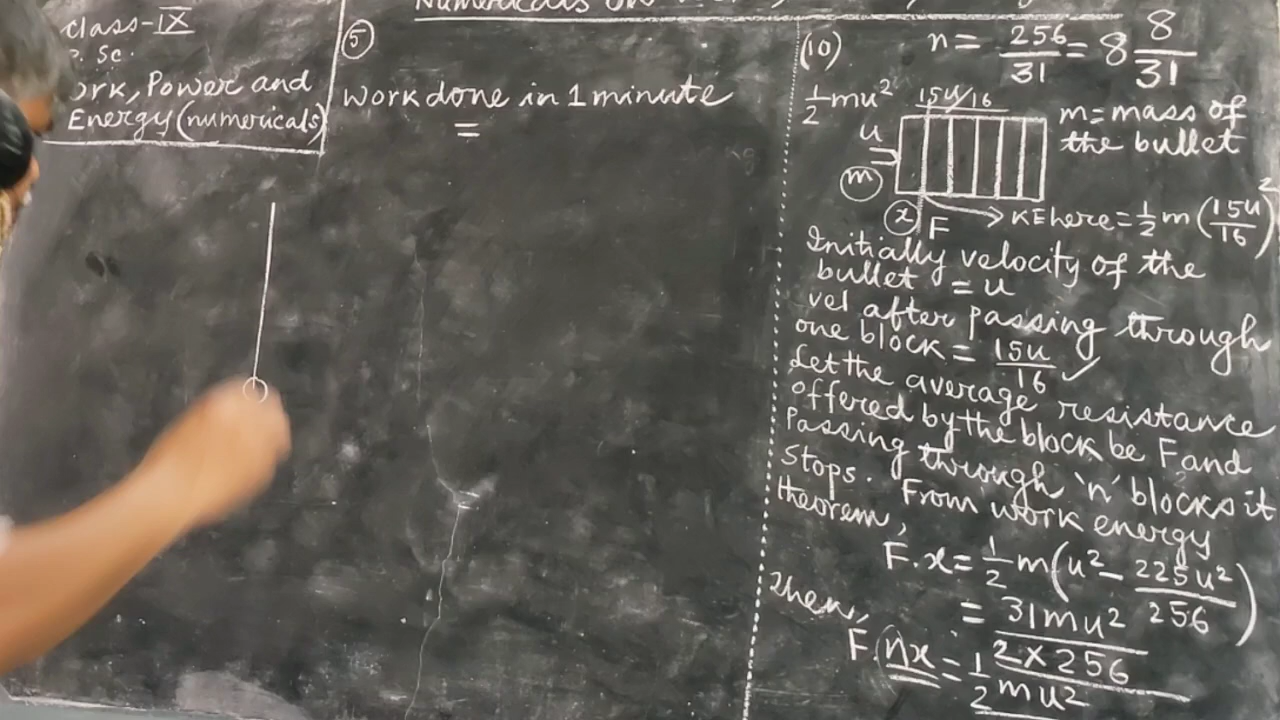 Numericals on
Class-IX
Sc.
ork, Power and
Energy (numericals)
(5)
Work done in 1 minute
=
(10)
n = 256/31 = 8 8/31
1/2 mu²
15u/16
u
m
m = mass of
the bullet
x
F
KE here = 1/2 m (15u/16)²
Initially velocity of the
bullet = u
vel after passing through
one block = 15u/16 ✓
Let the average resistance
offered by the block be F and
Passing through 'n' blocks it
stops. From work energy
theorem,
F.x = 1/2 m (u² - 225u²/256)
= 31mu²/2×256
Then,
F.nx = 1/2 mu²